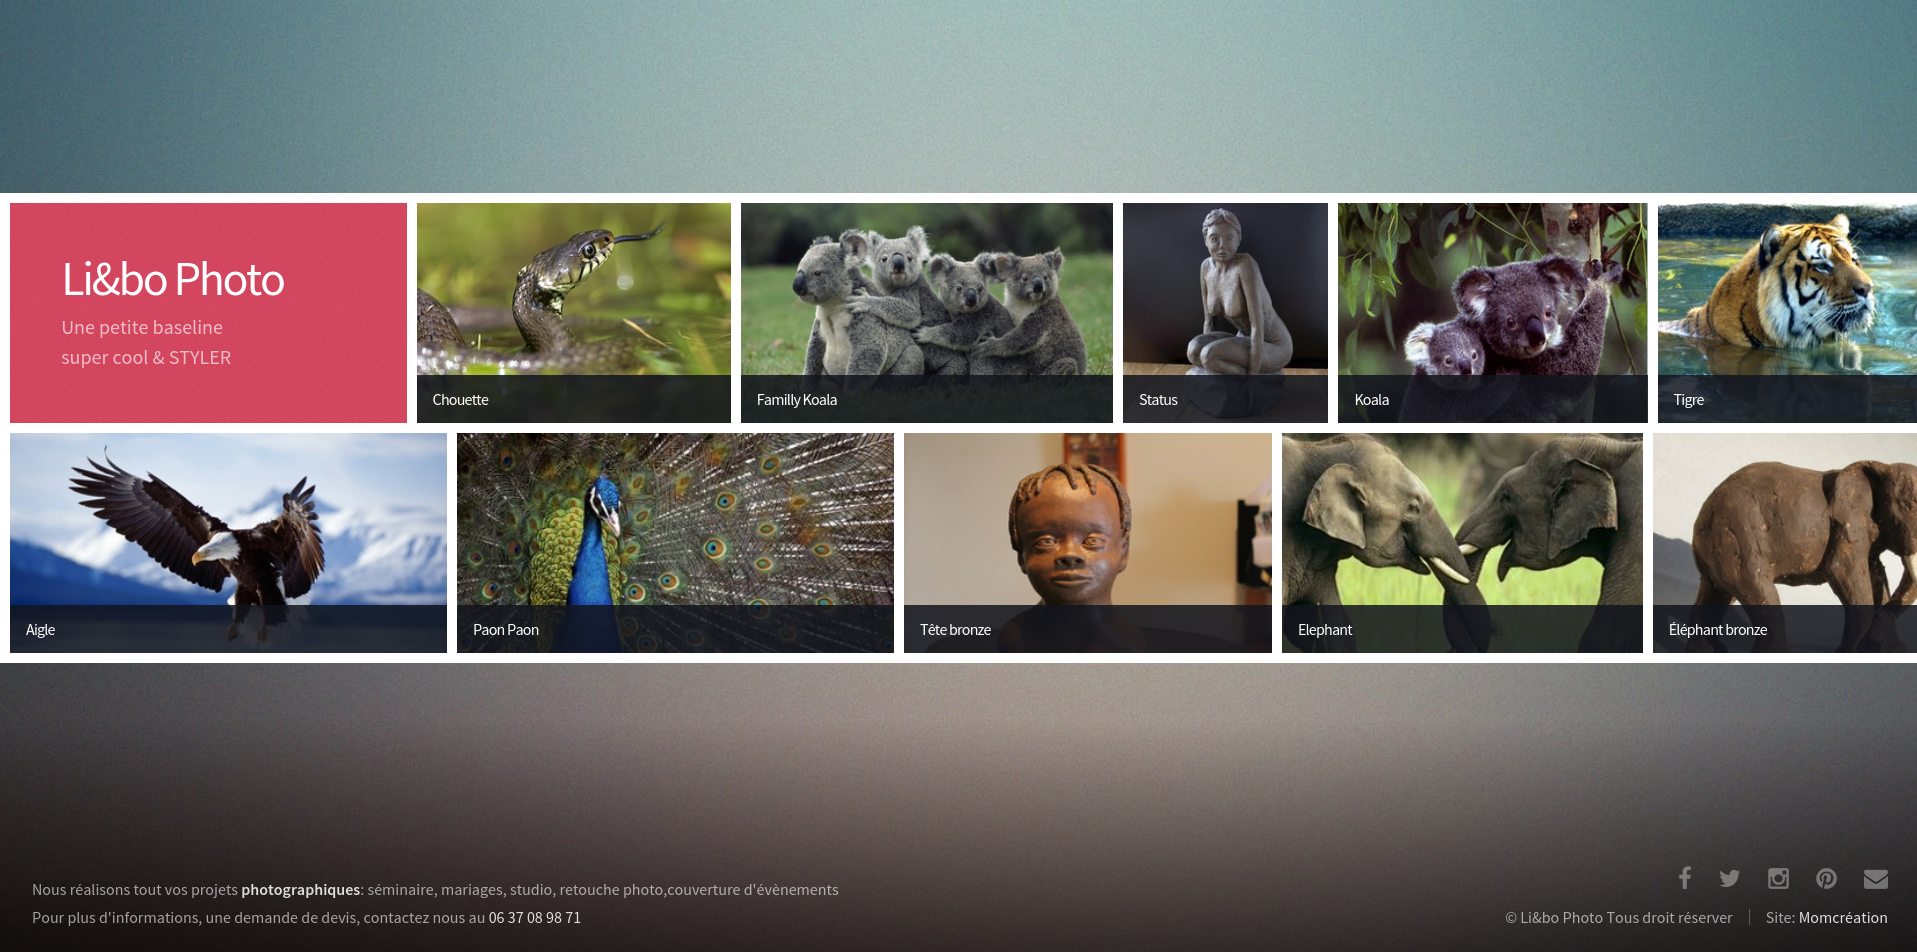 Li&bo Photo
Une petite baseline
super cool & STYLER
Chouette
Familly Koala
Status
Koala
Tigre
Aigle
Paon Paon
Tête bronze
Elephant
Éléphant bronze
Nous réalisons tout vos projets photographiques: séminaire, mariages, studio, retouche photo,couverture d'évènements
Pour plus d'informations, une demande de devis, contactez nous au 06 37 08 98 71
© Li&bo Photo Tous droit réserver
Site: Momcréation